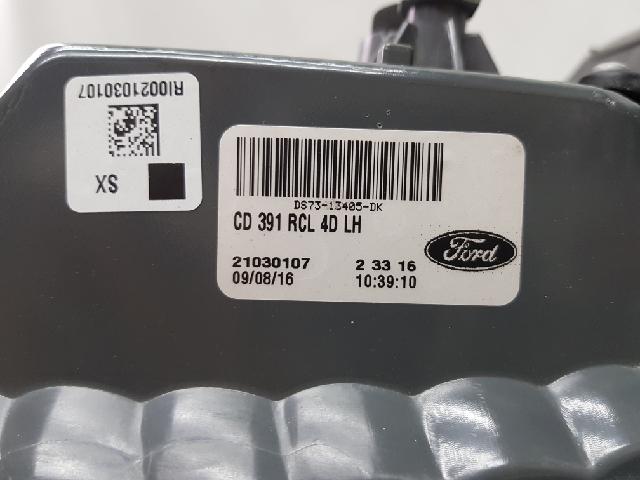 RI0021030107
SX
DS73-13405-DK
CD 391 RCL 4D LH
21030107 2 33 16
09/08/16 10:39:10
Ford